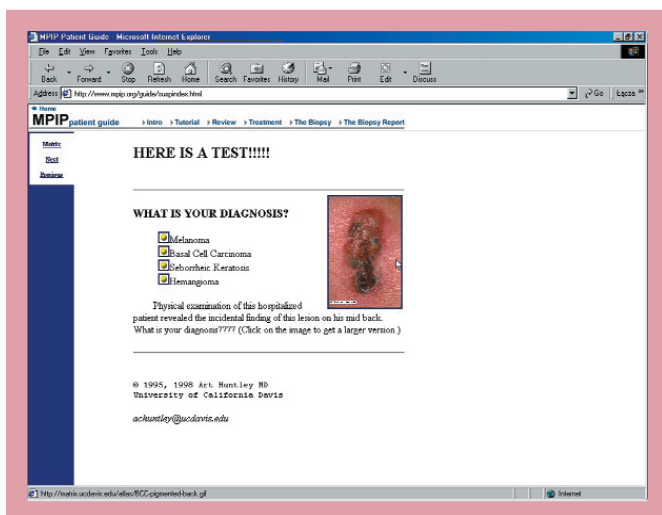 MPIP Patient Guide - Microsoft Internet Explorer
File Edit View Favorites Tools Help
Back Forward Stop Refresh Home Search Favorites History Mail Print Edit Discuss
Address http://www.mpip.org/guide/suspindex.html Go Łącza »
Home
MPIP patient guide Intro Tutorial Review Treatment The Biopsy The Biopsy Report
Matrix
Next
Previous
HERE IS A TEST!!!!!
WHAT IS YOUR DIAGNOSIS?
Melanoma
Basal Cell Carcinoma
Seborrheic Keratosis
Hemangioma
Physical examination of this hospitalized
patient revealed the incidental finding of this lesion on his mid back.
What is your diagnosis???? (Click on the image to get a larger version.)
© 1995, 1998 Art Huntley MD
University of California Davis
achuntley@ucdavis.edu
http://matrix.ucdavis.edu/atlas/BCC-pigmented-back.gif Internet